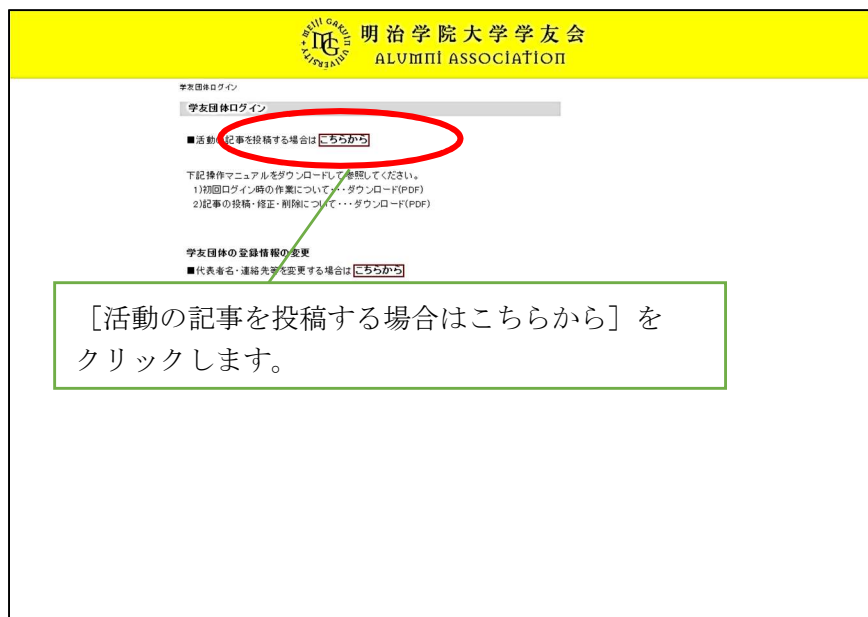 MEIJI GAKUIN UNIVERSITY
MG
1863
明治学院大学学友会
ALUMNI ASSOCIATION
学友団体ログイン
学友団体ログイン
■活動の記事を投稿する場合は こちらから
下記操作マニュアルをダウンロードして参照してください。
1)初回ログイン時の作業について・・・ダウンロード(PDF)
2)記事の投稿・修正・削除について・・・ダウンロード(PDF)
学友団体の登録情報の変更
■代表者名・連絡先等を変更する場合は こちらから
［活動の記事を投稿する場合はこちらから］を
クリックします。